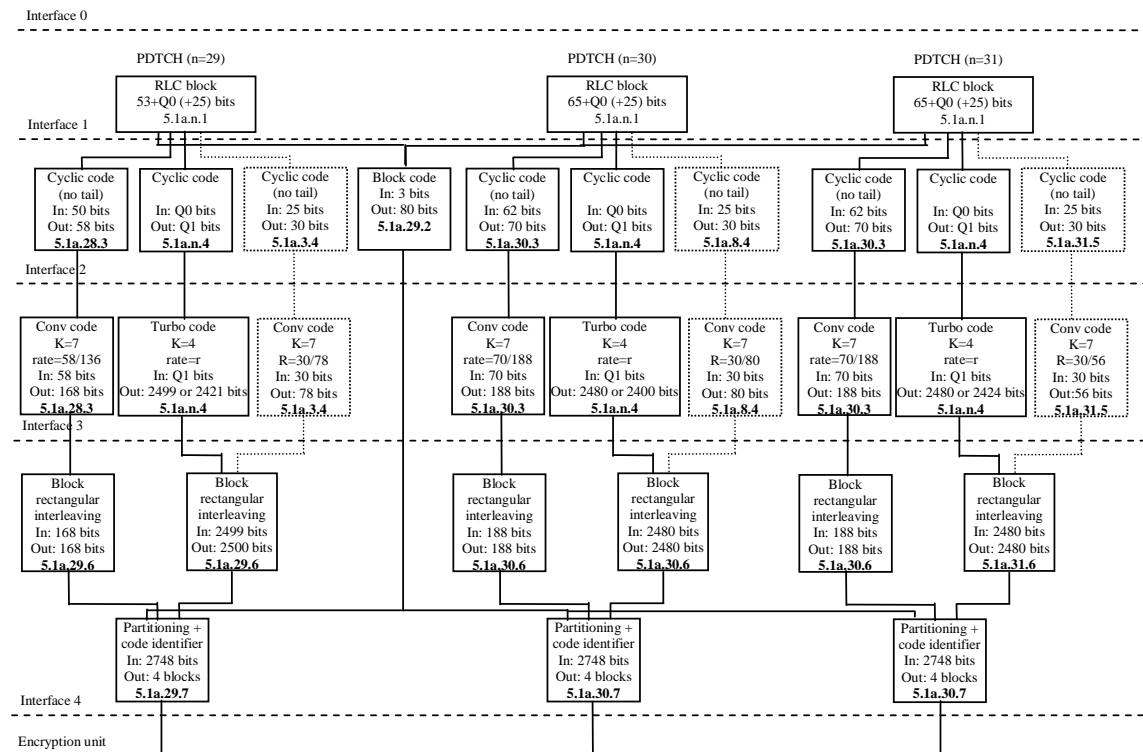 Interface 0
PDTCH (n=29)
PDTCH (n=30)
PDTCH (n=31)
RLC block
53+Q0 (+25) bits
5.1a.n.1
RLC block
65+Q0 (+25) bits
5.1a.n.1
RLC block
65+Q0 (+25) bits
5.1a.n.1
Interface 1
Cyclic code
(no tail)
In: 50 bits
Out: 58 bits
5.1a.28.3
Cyclic code
In: Q0 bits
Out: Q1 bits
5.1a.n.4
Cyclic code
(no tail)
In: 25 bits
Out: 30 bits
5.1a.3.4
Block code
In: 3 bits
Out: 80 bits
5.1a.29.2
Cyclic code
(no tail)
In: 62 bits
Out: 70 bits
5.1a.30.3
Cyclic code
In: Q0 bits
Out: Q1 bits
5.1a.n.4
Cyclic code
(no tail)
In: 25 bits
Out: 30 bits
5.1a.8.4
Cyclic code
(no tail)
In: 62 bits
Out: 70 bits
5.1a.30.3
Cyclic code
In: Q0 bits
Out: Q1 bits
5.1a.n.4
Cyclic code
(no tail)
In: 25 bits
Out: 30 bits
5.1a.31.5
Interface 2
Conv code
K=7
rate=58/136
In: 58 bits
Out: 168 bits
5.1a.28.3
Turbo code
K=4
rate=r
In: Q1 bits
Out: 2499 or 2421 bits
5.1a.n.4
Conv code
K=7
R=30/78
In: 30 bits
Out: 78 bits
5.1a.3.4
Conv code
K=7
rate=70/188
In: 70 bits
Out: 188 bits
5.1a.30.3
Turbo code
K=4
rate=r
In: Q1 bits
Out: 2480 or 2400 bits
5.1a.n.4
Conv code
K=7
R=30/80
In: 30 bits
Out: 80 bits
5.1a.8.4
Conv code
K=7
rate=70/188
In: 70 bits
Out: 188 bits
5.1a.30.3
Turbo code
K=4
rate=r
In: Q1 bits
Out: 2480 or 2424 bits
5.1a.n.4
Conv code
K=7
R=30/56
In: 30 bits
Out:56 bits
5.1a.31.5
Interface 3
Block
rectangular
interleaving
In: 168 bits
Out: 168 bits
5.1a.29.6
Block
rectangular
interleaving
In: 2499 bits
Out: 2500 bits
5.1a.29.6
Block
rectangular
interleaving
In: 188 bits
Out: 188 bits
5.1a.30.6
Block
rectangular
interleaving
In: 2480 bits
Out: 2480 bits
5.1a.30.6
Block
rectangular
interleaving
In: 188 bits
Out: 188 bits
5.1a.30.6
Block
rectangular
interleaving
In: 2480 bits
Out: 2480 bits
5.1a.31.6
Partitioning +
code identifier
In: 2748 bits
Out: 4 blocks
5.1a.29.7
Partitioning +
code identifier
In: 2748 bits
Out: 4 blocks
5.1a.30.7
Partitioning +
code identifier
In: 2748 bits
Out: 4 blocks
5.1a.30.7
Interface 4
Encryption unit